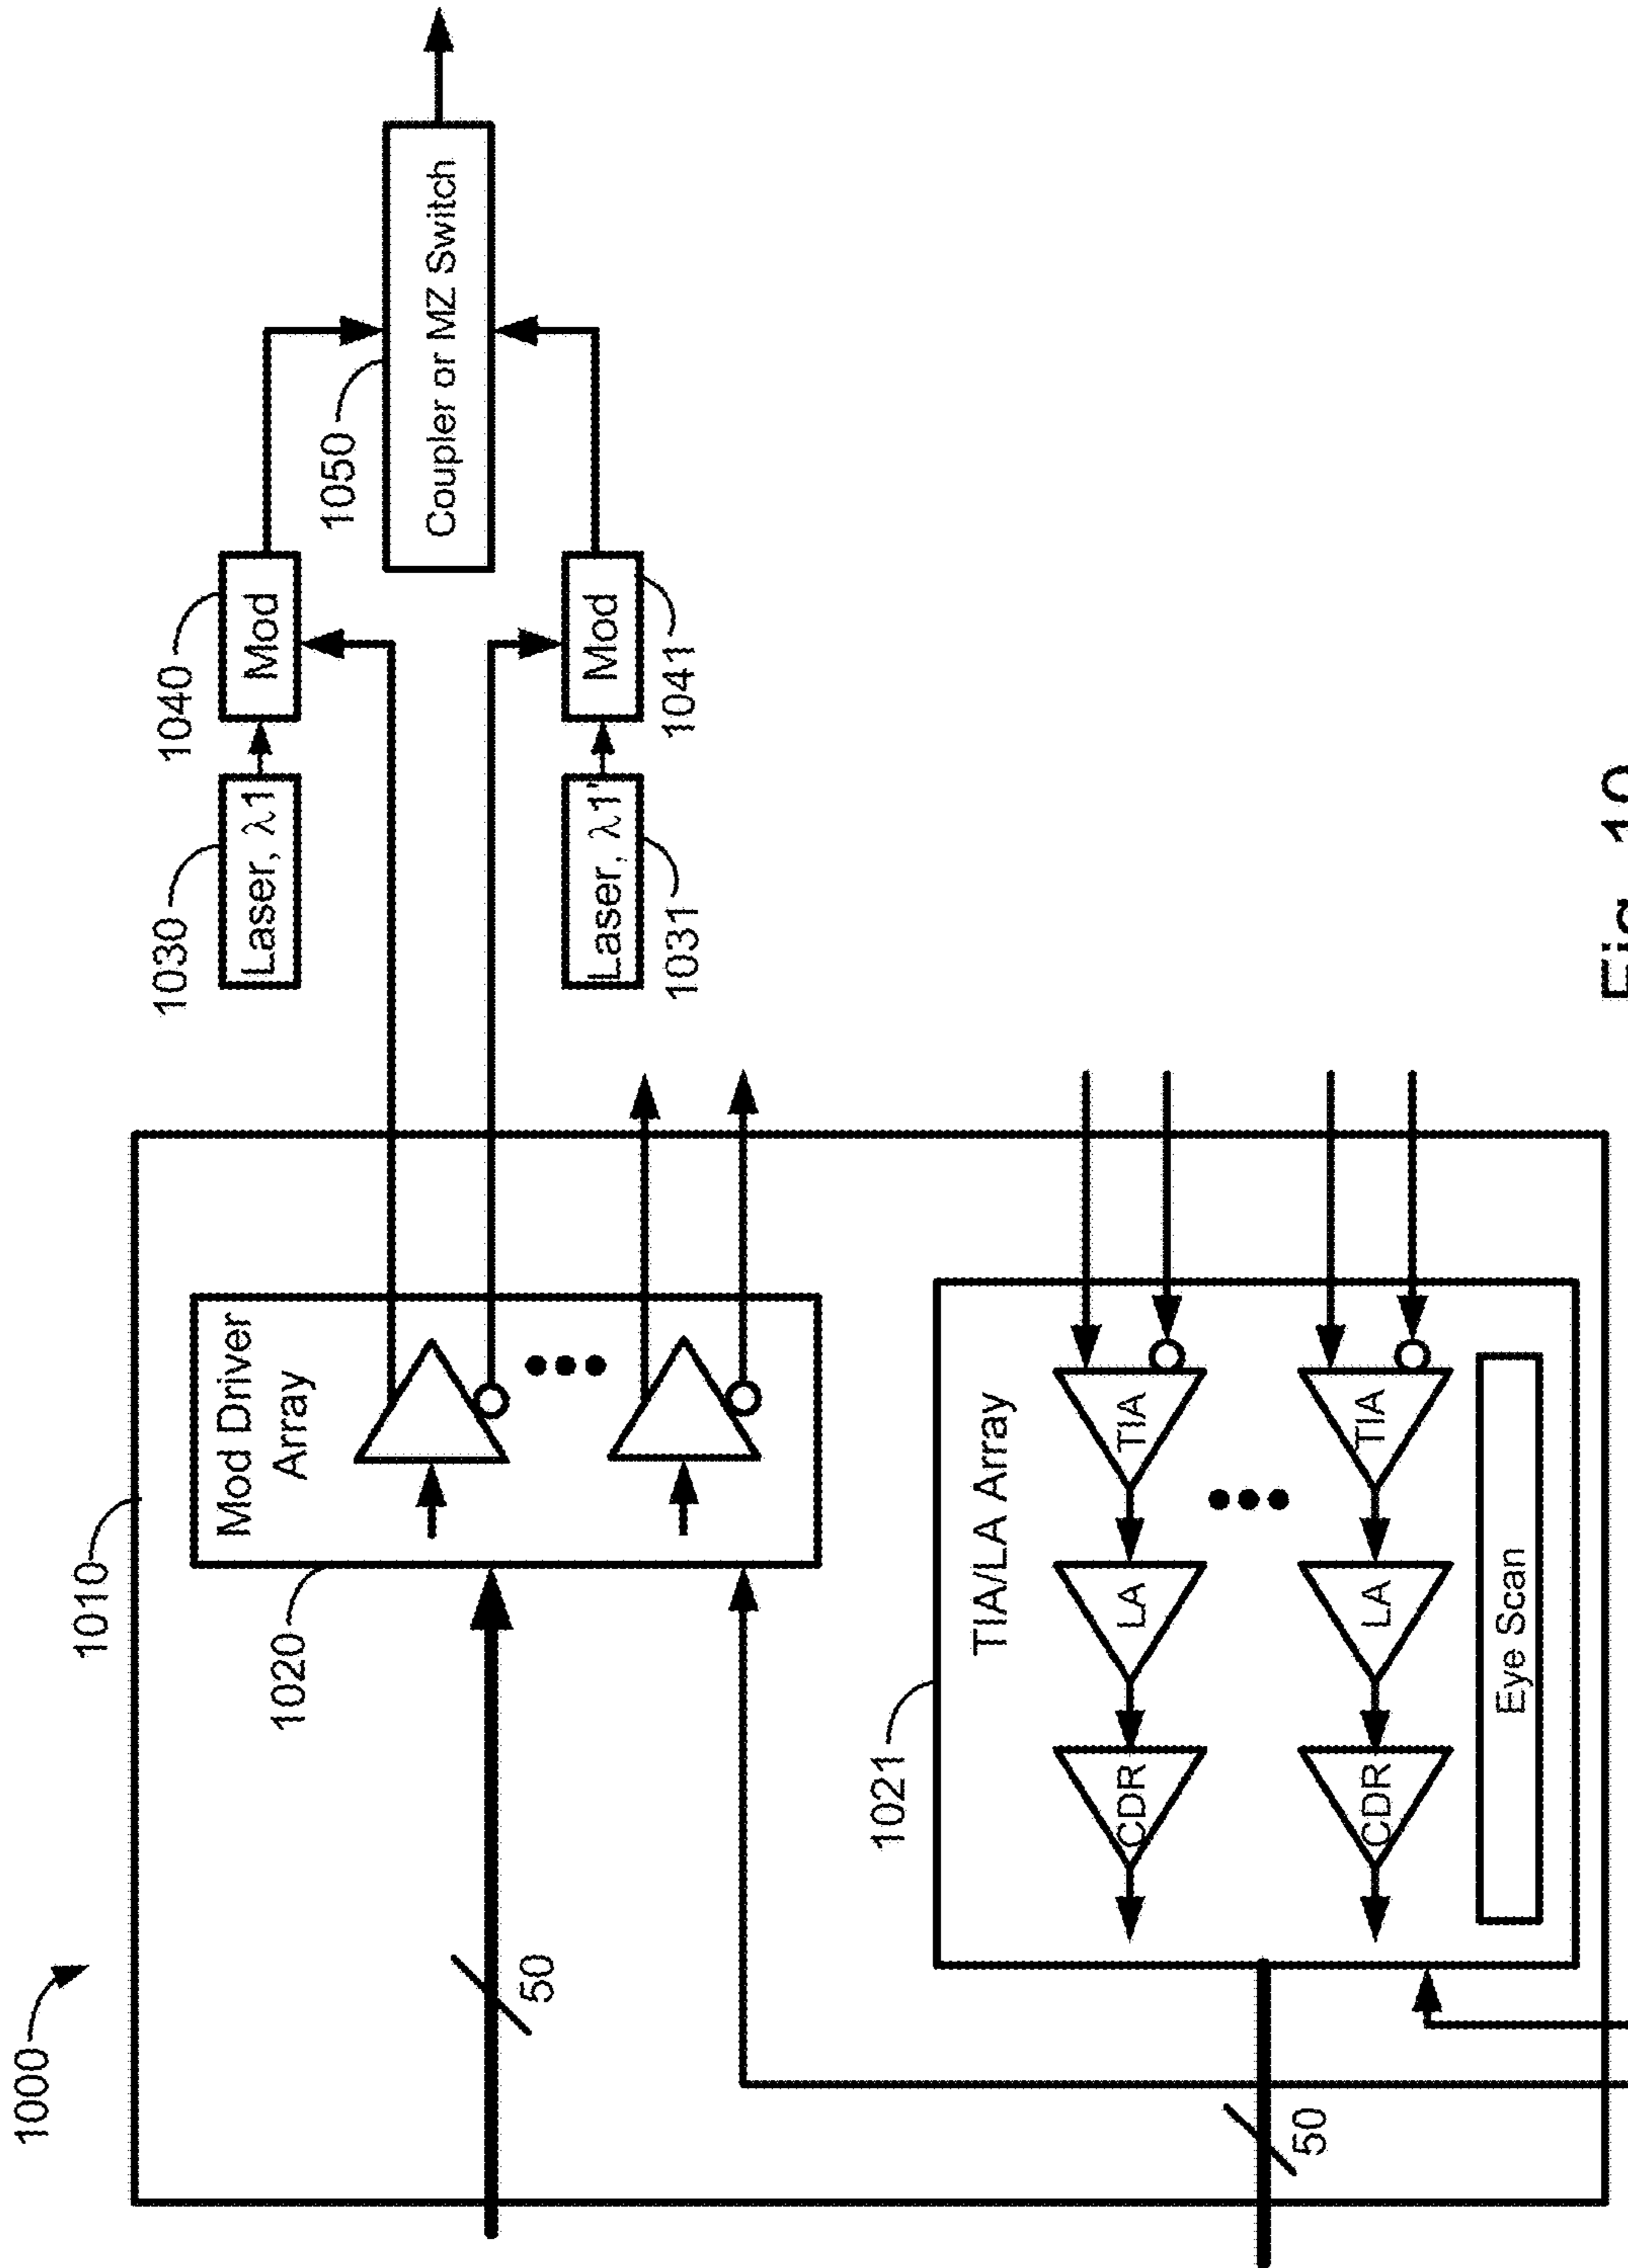 1000
1010
1020
Mod Driver
Array
50
1030
Laser, λ1
1040
Mod
1050
Coupler or MZ Switch
Laser, λ1'
1031
Mod
1041
1021
TIA/LA Array
CDR
LA
TIA
CDR
LA
TIA
Eye Scan
50